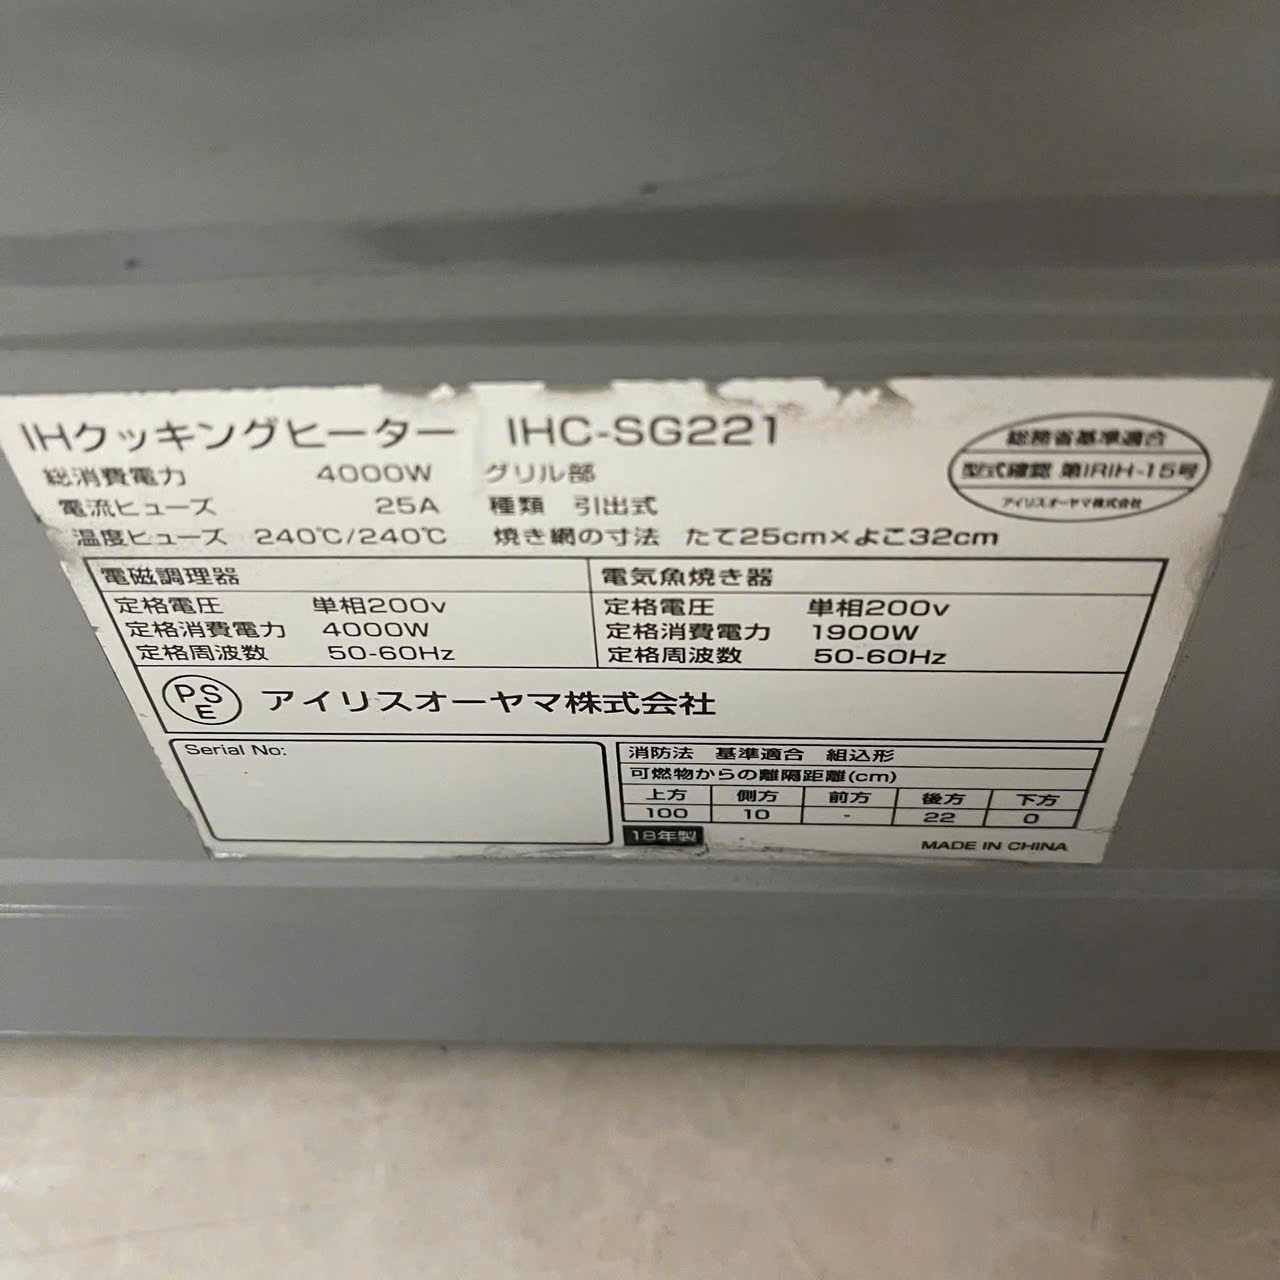 IHクッキングヒーター IHC-SG221
総消費電力 4000W グリル部
電流ヒューズ 25A 種類 引出式
温度ヒューズ 240℃/240℃ 焼き網の寸法 たて25cm×よこ32cm
総務省基準適合
型式確認 第IRIH-15号
アイリスオーヤマ株式会社
電磁調理器
定格電圧 単相200v
定格消費電力 4000W
定格周波数 50-60Hz
電気魚焼き器
定格電圧 単相200v
定格消費電力 1900W
定格周波数 50-60Hz
PSE アイリスオーヤマ株式会社
Serial No:
消防法 基準適合 組込形
可燃物からの離隔距離(cm)
上方 側方 前方 後方 下方
100 10 - 22 0
18年製
MADE IN CHINA